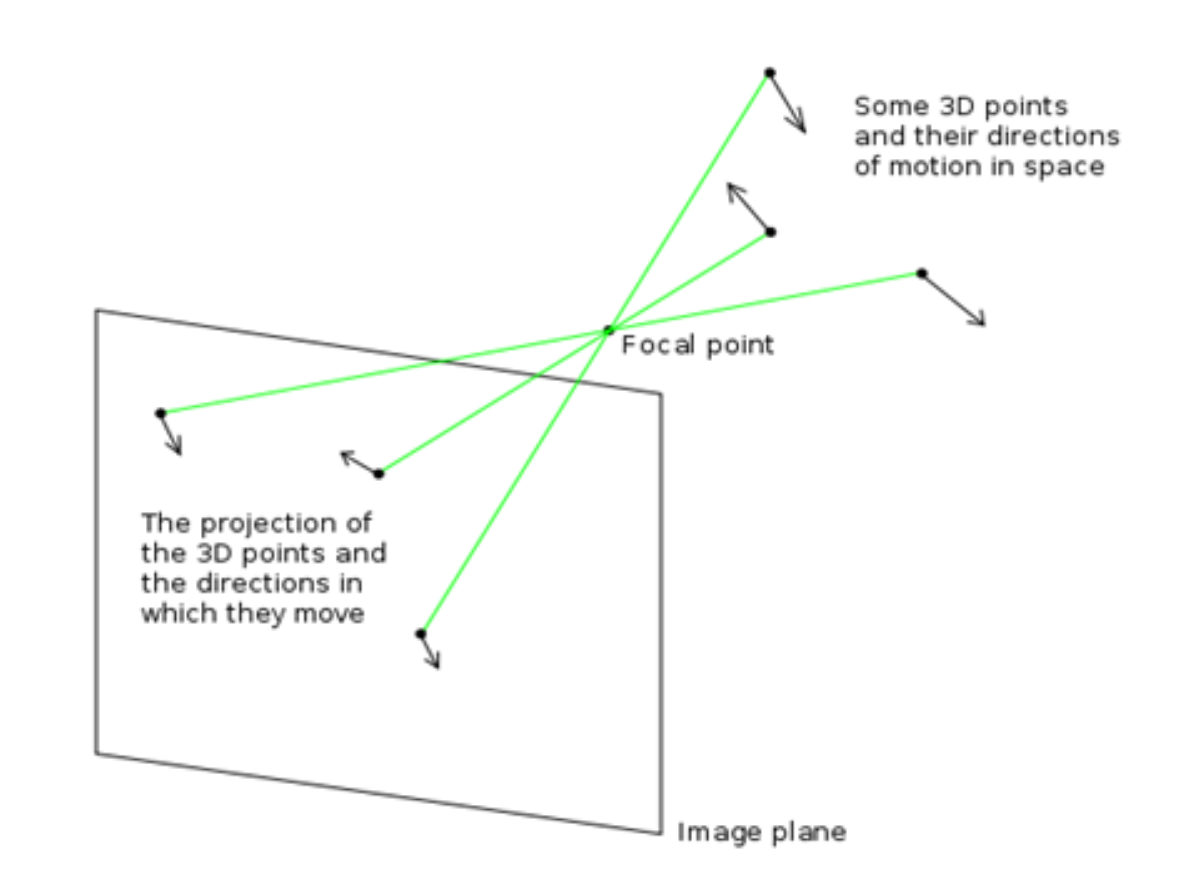 Some 3D points
and their directions
of motion in space
Focal point
The projection of
the 3D points and
the directions in
which they move
Image plane